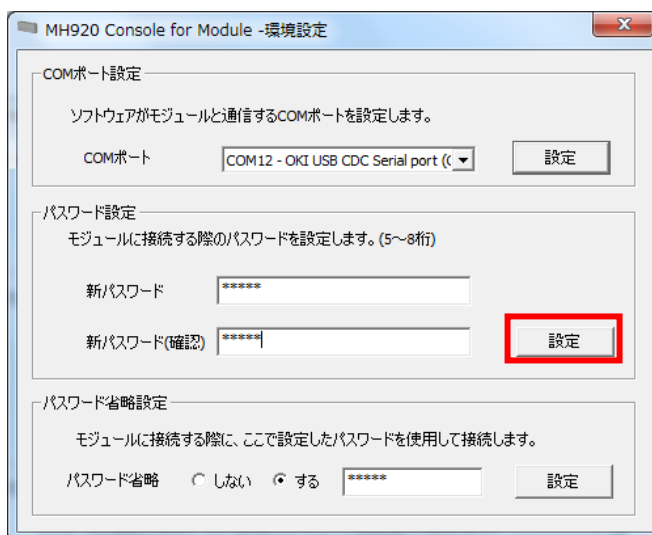 MH920 Console for Module -環境設定
COMポート設定
ソフトウェアがモジュールと通信するCOMポートを設定します。
COMポート
COM12 - OKI USB CDC Serial port (C
設定
パスワード設定
モジュールに接続する際のパスワードを設定します。(5～8桁)
新パスワード
*****
新パスワード(確認)
*****
設定
パスワード省略設定
モジュールに接続する際に、ここで設定したパスワードを使用して接続します。
パスワード省略
しない
する
*****
設定